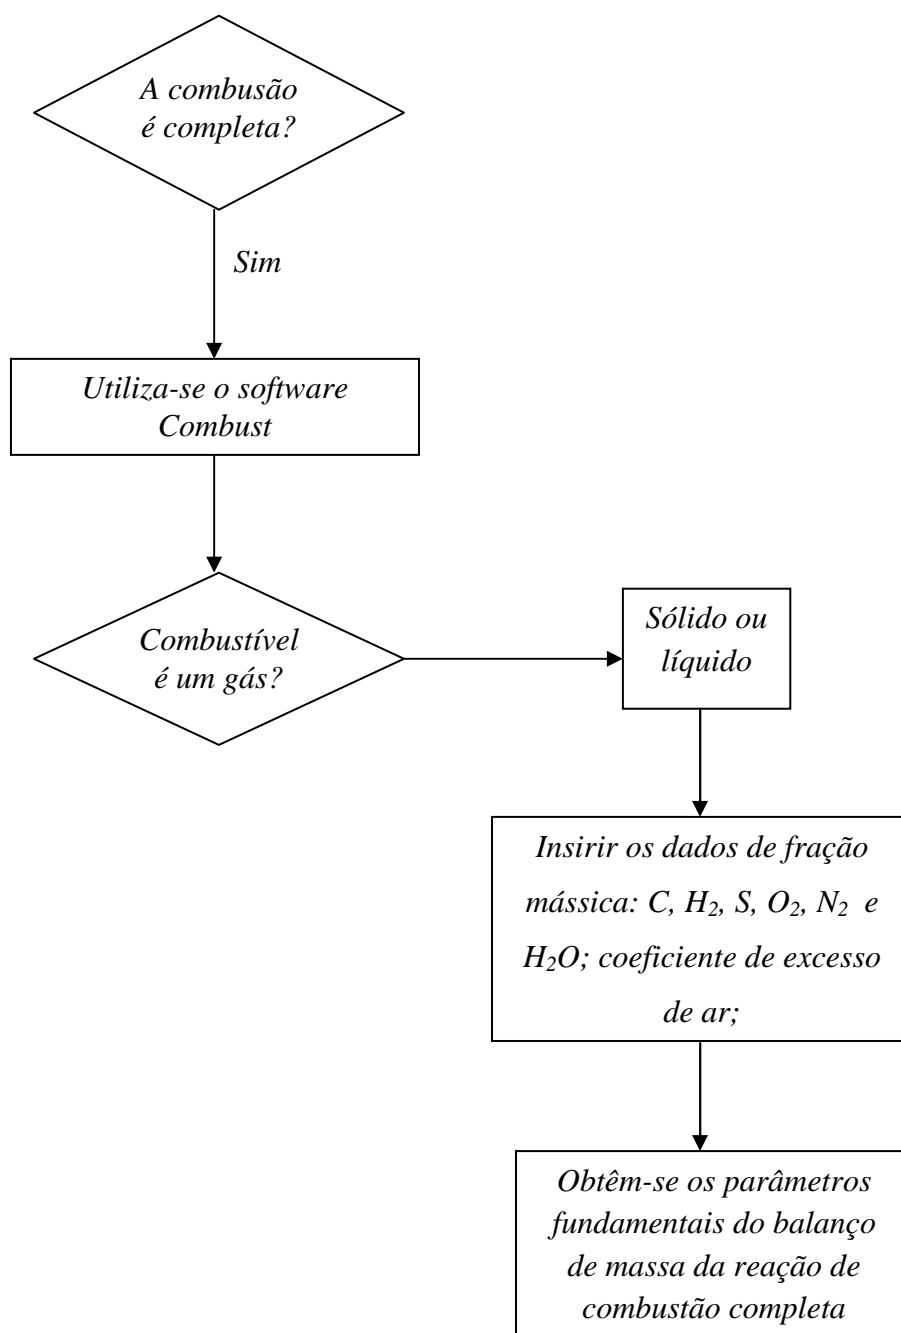 A combusão
é completa?
Sim
Utiliza-se o software
Combust
Combustível
é um gás?
Sólido ou
líquido
Insirir os dados de fração
mássica: C, H₂, S, O₂, N₂ e
H₂O; coeficiente de excesso
de ar;
Obtêm-se os parâmetros
fundamentais do balanço
de massa da reação de
combustão completa